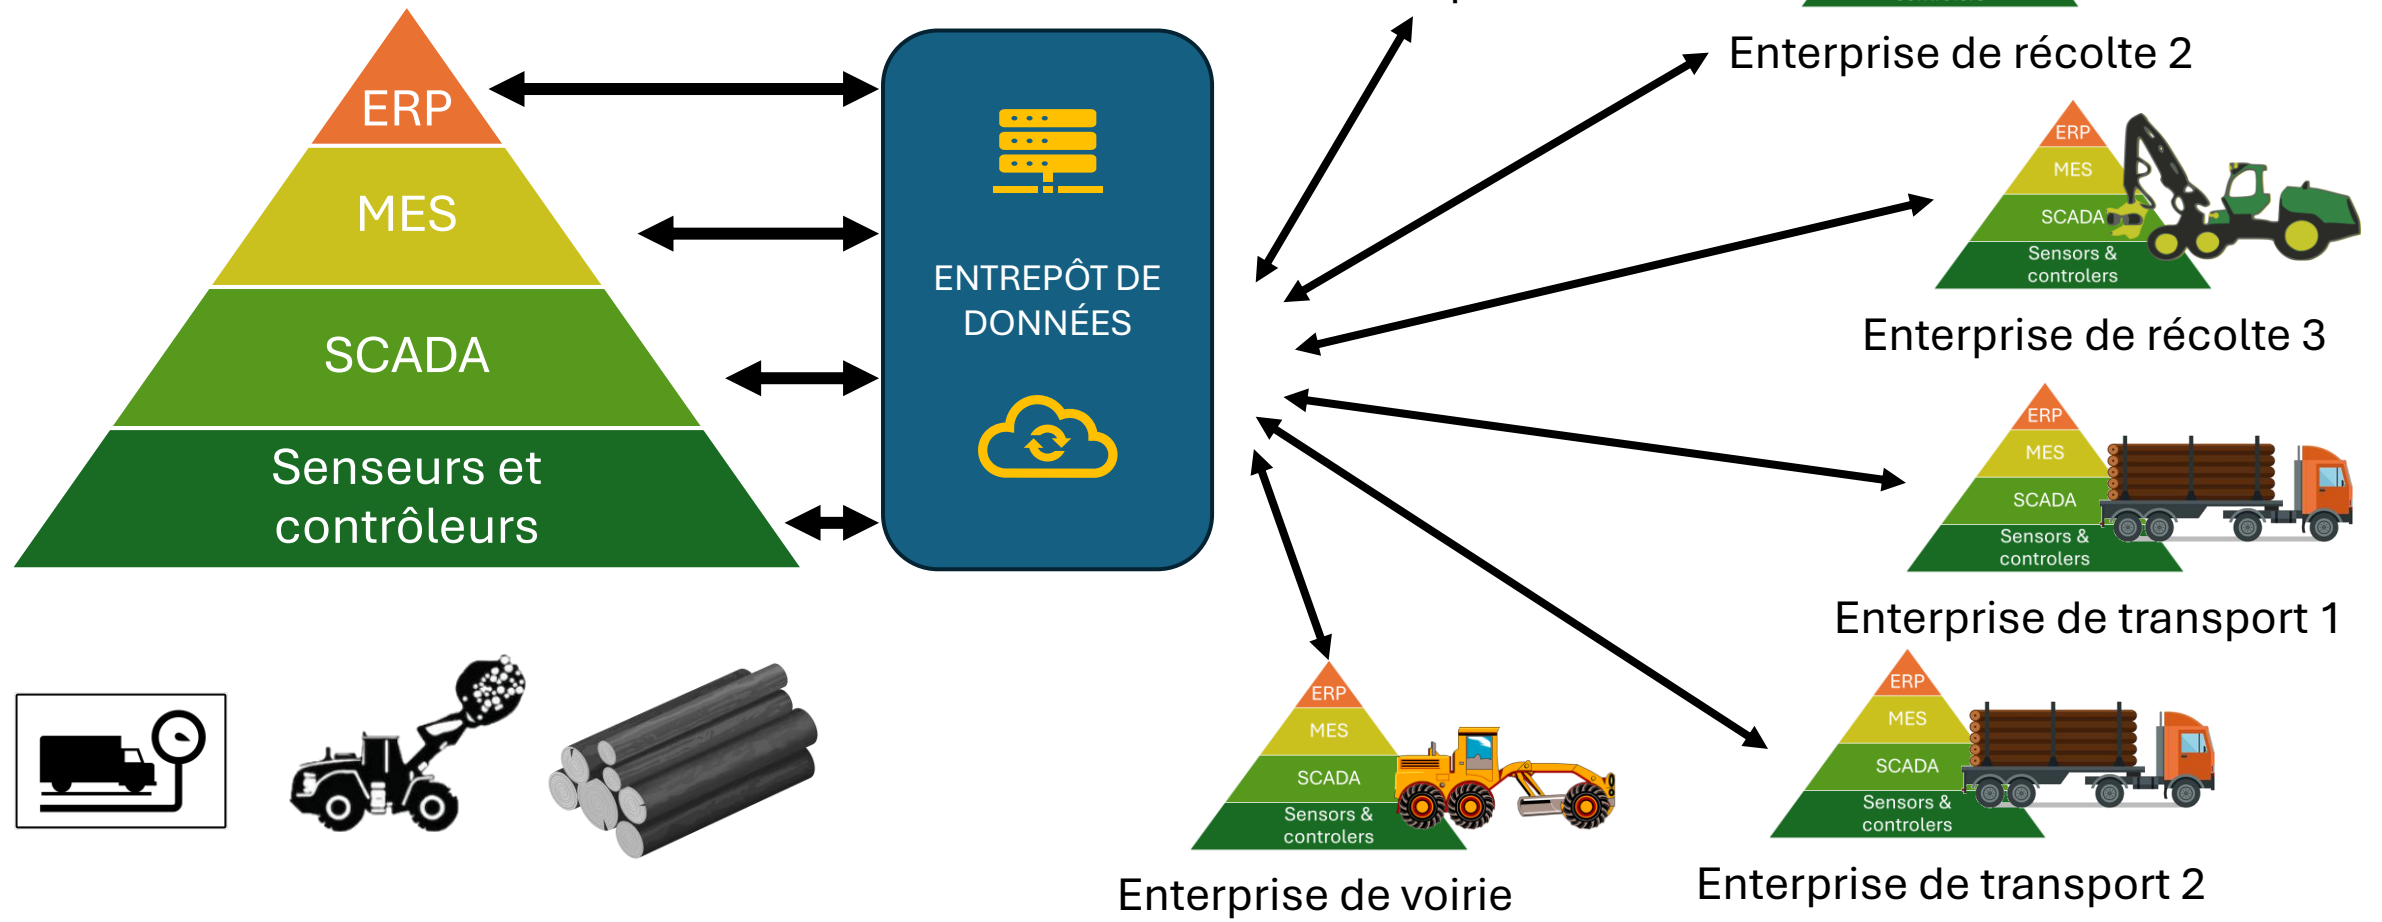 ERP
MES
SCADA
Senseurs et
contrôleurs
ENTREPÔT DE
DONNÉES
Enterprise de récolte 2
ERP
MES
SCADA
Sensors &
controlers
Enterprise de récolte 3
ERP
MES
SCADA
Sensors &
controlers
Enterprise de transport 1
ERP
MES
SCADA
Sensors &
controlers
Enterprise de voirie
ERP
MES
SCADA
Sensors &
controlers
Enterprise de transport 2